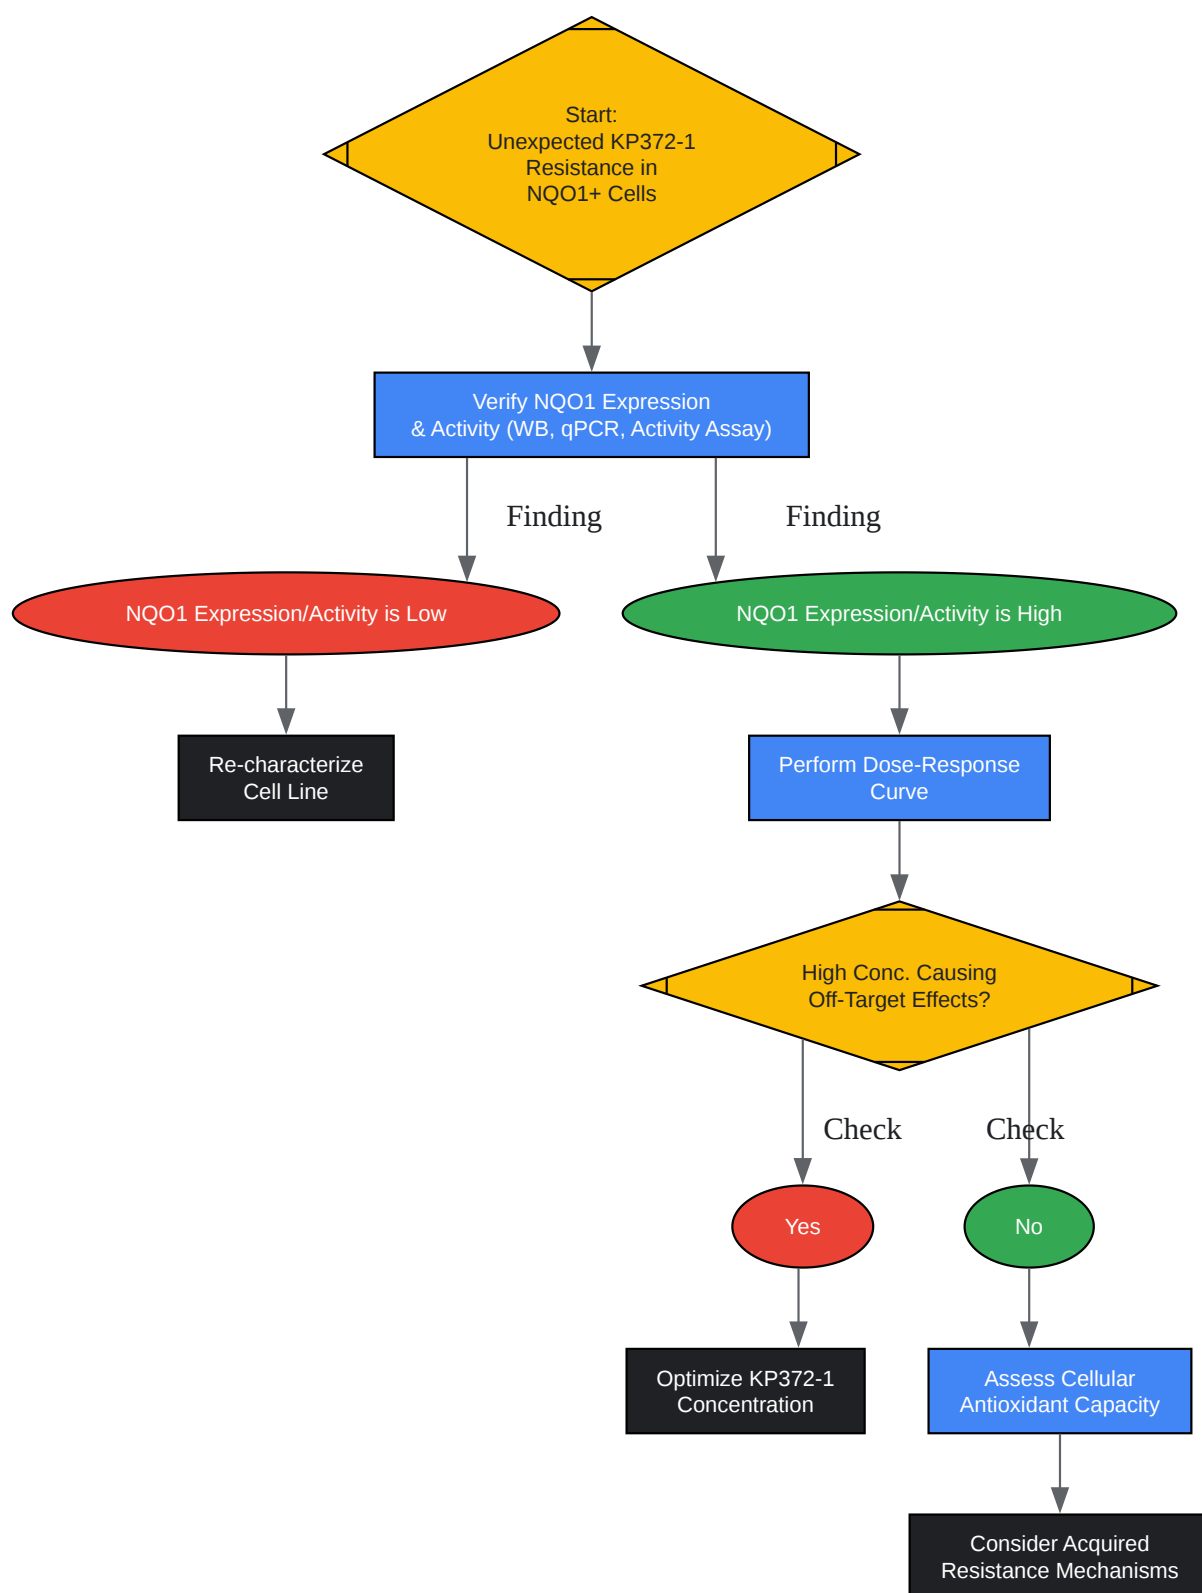 Start:
Unexpected KP372-1
Resistance in
NQO1+ Cells
Verify NQO1 Expression
& Activity (WB, qPCR, Activity Assay)
Finding
Finding
NQO1 Expression/Activity is Low
NQO1 Expression/Activity is High
Re-characterize
Cell Line
Perform Dose-Response
Curve
High Conc. Causing
Off-Target Effects?
Check
Check
Yes
No
Optimize KP372-1
Concentration
Assess Cellular
Antioxidant Capacity
Consider Acquired
Resistance Mechanisms